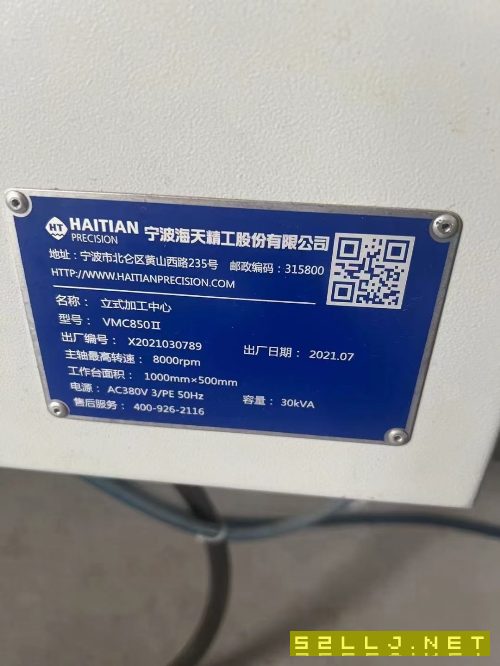 HT HAITIAN PRECISION 宁波海天精工股份有限公司
地址：宁波市北仑区黄山西路235号 邮政编码：315800
HTTP://WWW.HAITIANPRECISION.COM
名称： 立式加工中心
型号： VMC850Ⅱ
出厂编号： X2021030789 出厂日期： 2021.07
主轴最高转速： 8000rpm
工作台面积： 1000mm×500mm
电源： AC380V 3/PE 50Hz 容量： 30kVA
售后服务： 400-926-2116
52LLJ.NET